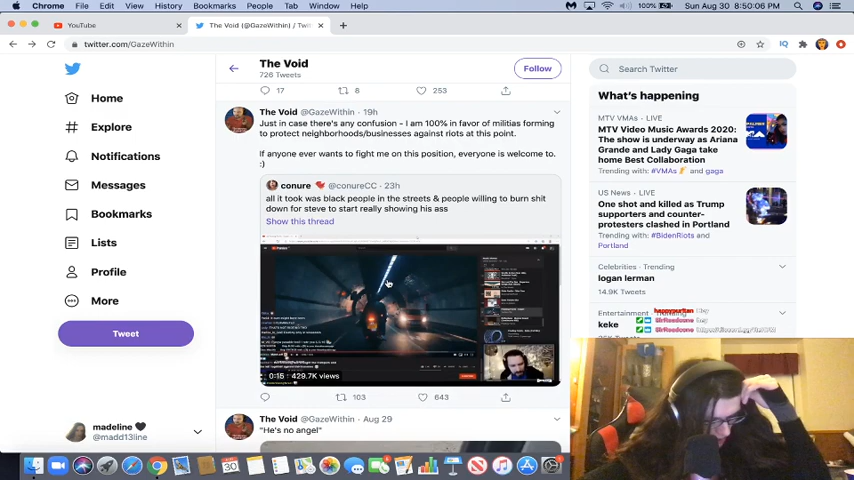 Chrome File Edit View History Bookmarks People Tab Window Help
100% Sun Aug 30 8:50:06 PM
YouTube
The Void (@GazeWithin) / Twit
twitter.com/GazeWithin
The Void
726 Tweets
Follow
Search Twitter
Home
Explore
Notifications
Messages
Bookmarks
Lists
Profile
More
Tweet
madeline
@madd13line
17 6 253
The Void @GazeWithin · 19h
Just in case there's any confusion - I am 100% in favor of militias forming
to protect neighborhoods/businesses against riots at this point.
If anyone ever wants to fight me on this position, everyone is welcome to.
:)
conure @conureCC · 23h
all it took was black people in the streets & people willing to burn shit
down for steve to start really showing his ass
Show this thread
0:15 429.7K views
103 643
The Void @GazeWithin · Aug 29
"He's no angel"
What's happening
MTV VMAs · LIVE
MTV Video Music Awards 2020:
The show is underway as Ariana
Grande and Lady Gaga take
home Best Collaboration
Trending with: #VMAs and gaga
US News · LIVE
One shot and killed as Trump
supporters and counter-
protesters clashed in Portland
Trending with: #BidenRiots and
Portland
Celebrities · Trending
logan lerman
14.9K Tweets
Entertainment
keke